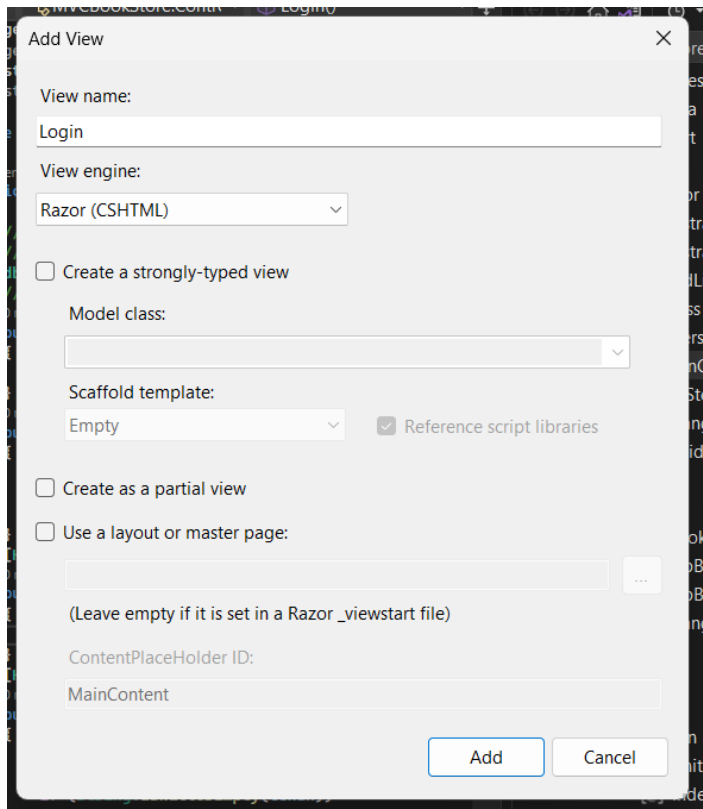 Login()
Add View
View name:
Login
View engine:
Razor (CSHTML)
Create a strongly-typed view
Model class:
Scaffold template:
Empty
Reference script libraries
Create as a partial view
Use a layout or master page:
...
(Leave empty if it is set in a Razor _viewstart file)
ContentPlaceHolder ID:
MainContent
Add
Cancel